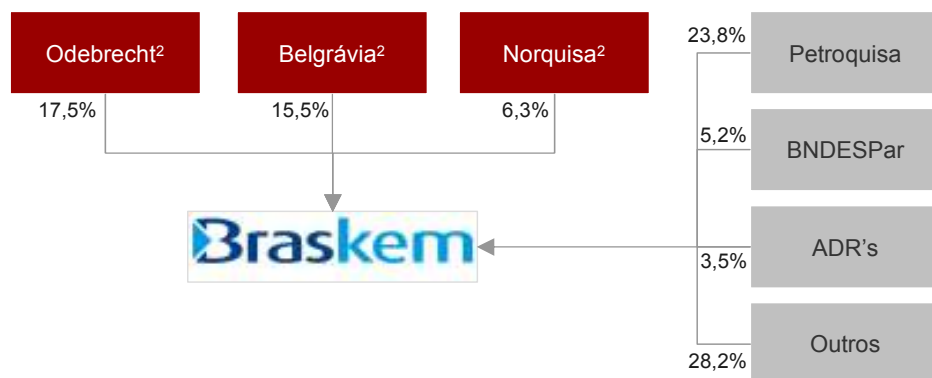 Odebrecht²
Belgrávia²
Norquisa²
17,5%
15,5%
6,3%
Braskem
23,8%
Petroquisa
5,2%
BNDESPar
3,5%
ADR's
28,2%
Outros